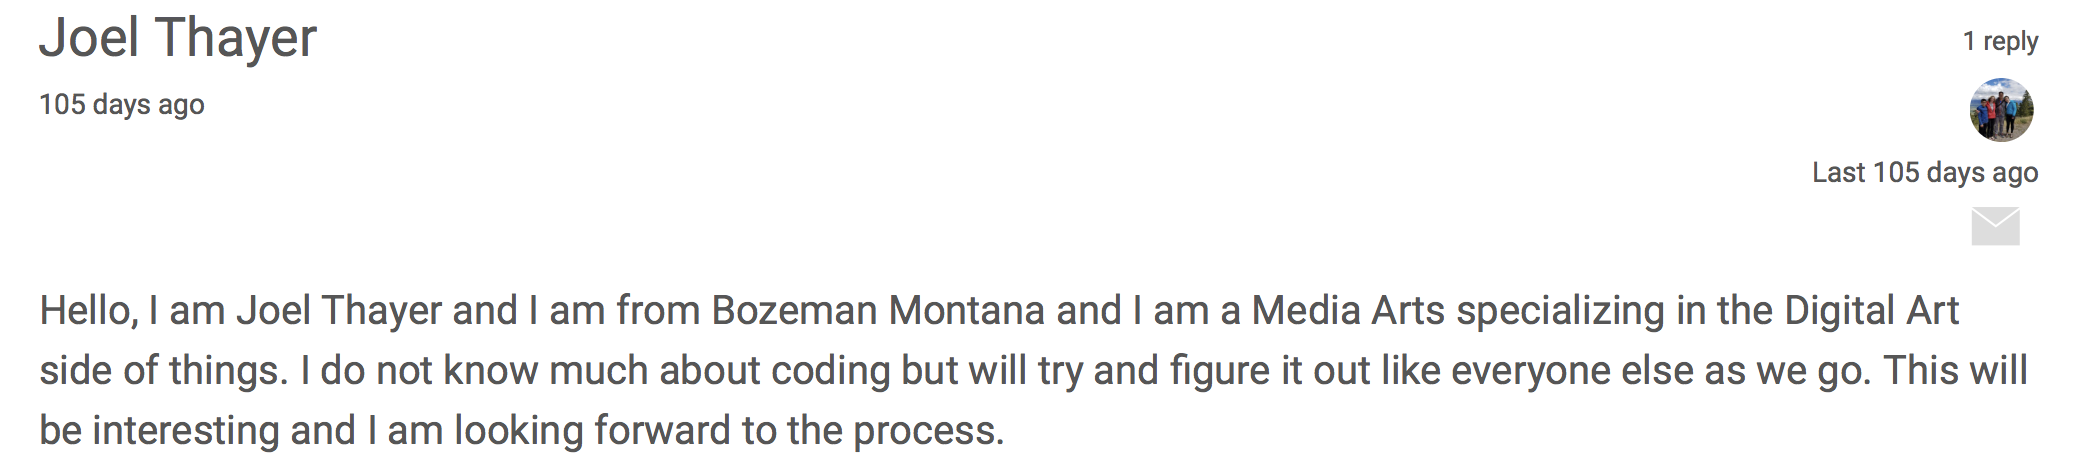 Joel Thayer
1 reply
105 days ago
Last 105 days ago
Hello, I am Joel Thayer and I am from Bozeman Montana and I am a Media Arts specializing in the Digital Art
side of things. I do not know much about coding but will try and figure it out like everyone else as we go. This will
be interesting and I am looking forward to the process.